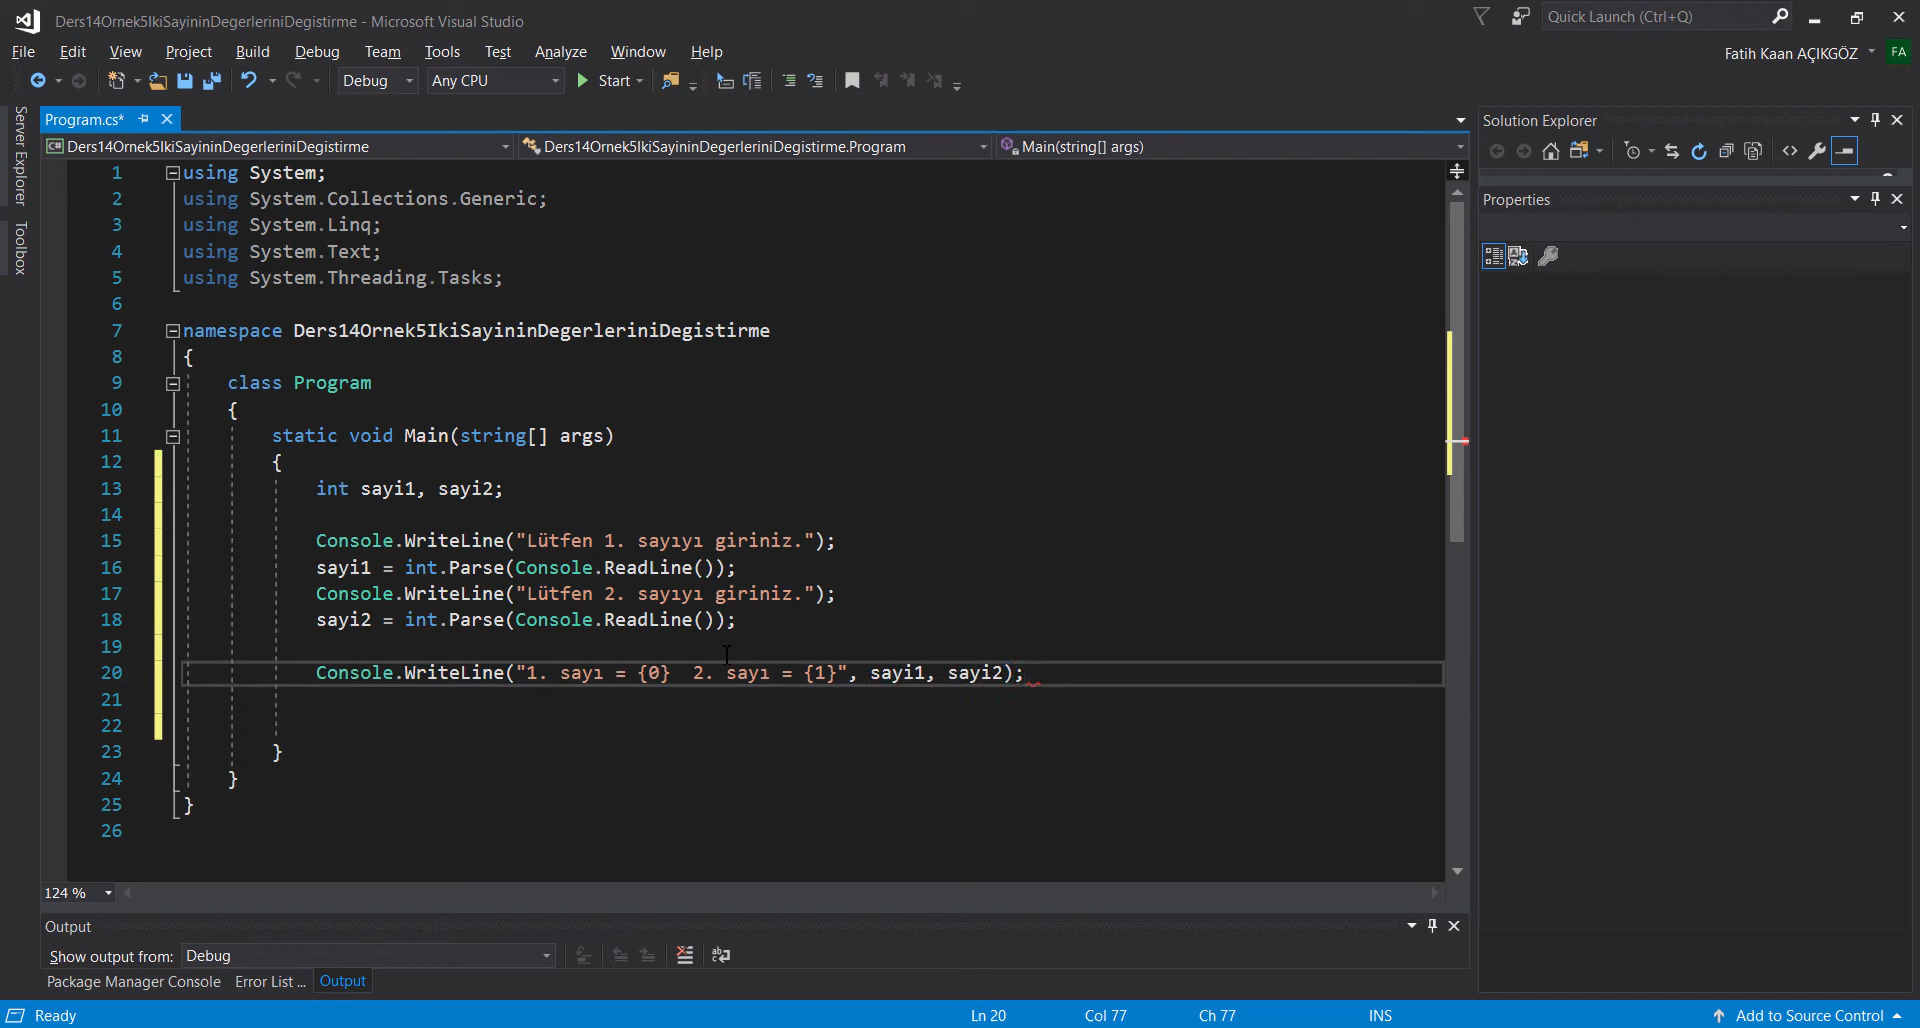 Ders14Ornek5IkiSayininDegerleriniDegistirme - Microsoft Visual Studio
Quick Launch (Ctrl+Q)
File Edit View Project Build Debug Team Tools Test Analyze Window Help
Fatih Kaan AÇIKGÖZ FA
Debug Any CPU Start
Server Explorer
Toolbox
Program.cs*
Ders14Ornek5IkiSayininDegerleriniDegistirme Ders14Ornek5IkiSayininDegerleriniDegistirme.Program Main(string[] args)
1 using System;
2 using System.Collections.Generic;
3 using System.Linq;
4 using System.Text;
5 using System.Threading.Tasks;
6
7 namespace Ders14Ornek5IkiSayininDegerleriniDegistirme
8 {
9 class Program
10 {
11 static void Main(string[] args)
12 {
13 int sayi1, sayi2;
14
15 Console.WriteLine("Lütfen 1. sayıyı giriniz.");
16 sayi1 = int.Parse(Console.ReadLine());
17 Console.WriteLine("Lütfen 2. sayıyı giriniz.");
18 sayi2 = int.Parse(Console.ReadLine());
19
20 Console.WriteLine("1. sayı = {0}  2. sayı = {1}", sayi1, sayi2);
21
22
23 }
24 }
25 }
26
124 %
Solution Explorer
Properties
Output
Show output from: Debug
Package Manager Console Error List ... Output
Ready Ln 20 Col 77 Ch 77 INS Add to Source Control